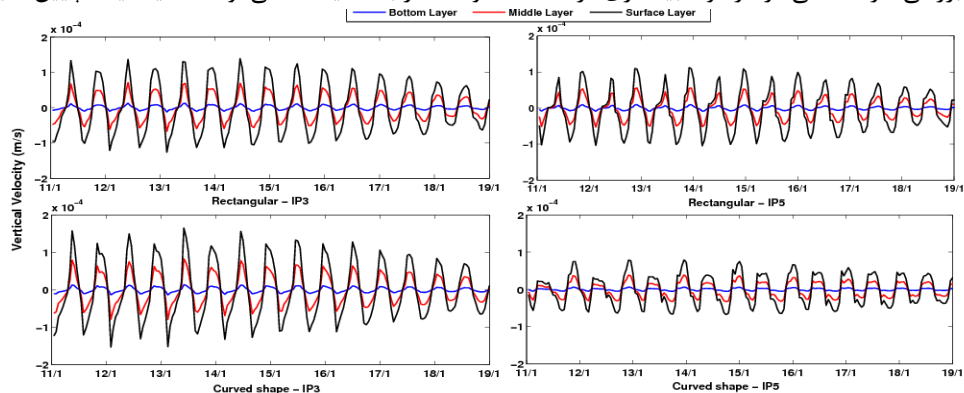 Bottom Layer Middle Layer Surface Layer
x 10⁻⁴ x 10⁻⁴
2 2
1 1
0 0
−1 −1
−2 −2
11/1 12/1 13/1 14/1 15/1 16/1 17/1 18/1 19/1 11/1 12/1 13/1 14/1 15/1 16/1 17/1 18/1 19/1
Rectangular − IP3 Rectangular − IP5
Vertical Velocity (m/s)
x 10⁻⁴ x 10⁻⁴
2 2
1 1
0 0
−1 −1
−2 −2
11/1 12/1 13/1 14/1 15/1 16/1 17/1 18/1 19/1 11/1 12/1 13/1 14/1 15/1 16/1 17/1 18/1 19/1
Curved shape − IP3 Curved shape − IP5